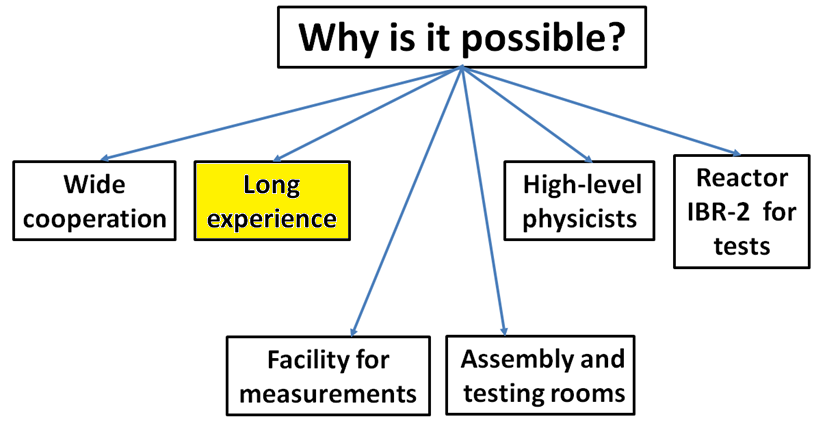 Why is it possible?
Wide
cooperation
Long
experience
High-level
physicists
Reactor
IBR-2 for
tests
Facility for
measurements
Assembly and
testing rooms